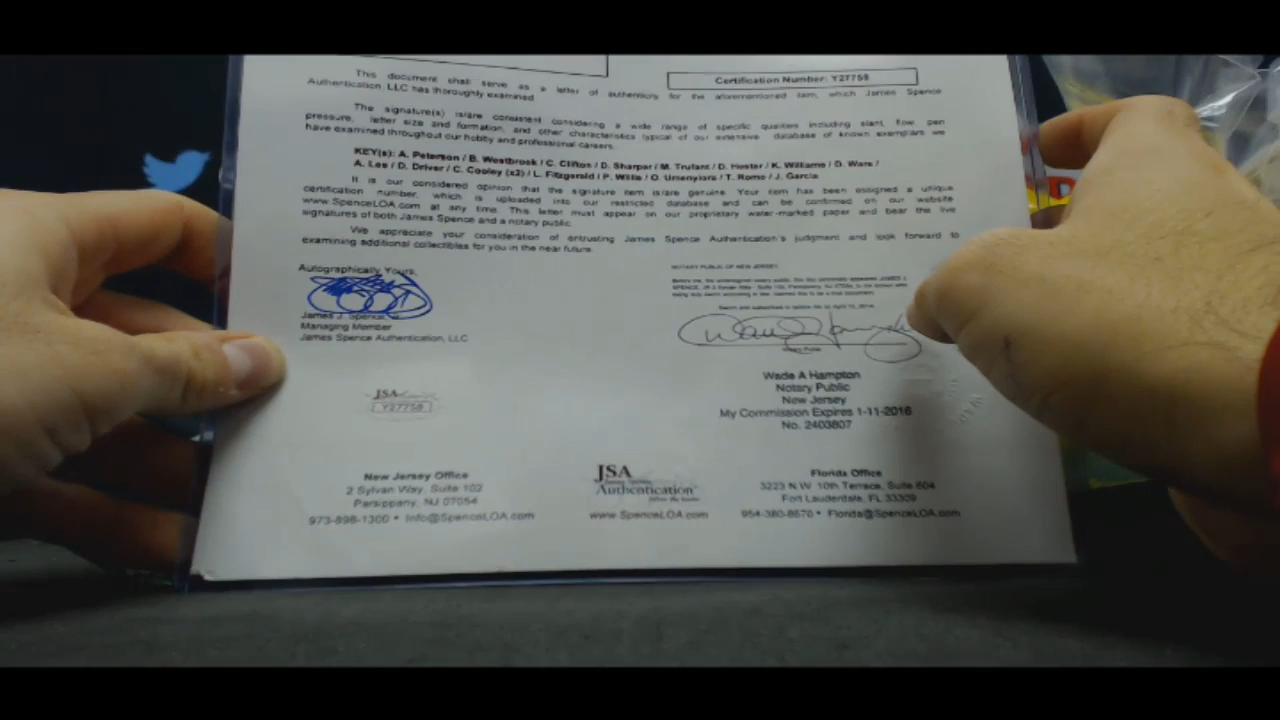 Certification Number: Y27758
This document shall serve as a letter of authenticity for the aforementioned item, which James Spence
Authentication, LLC has thoroughly examined.
The signature(s) is/are consistent considering a wide range of specific qualities including slant, flow, pen
pressure, letter size and formation, and other characteristics typical of our extensive database of known exemplars we
have examined throughout our hobby and professional careers.
KEY(s): A. Peterson / B. Westbrook / C. Clifton / D. Sharper / M. Trufant / D. Hester / K. Williams / D. Ware /
A. Lee / D. Driver / C. Cooley (x2) / L. Fitzgerald / P. Willis / O. Umenyiora / T. Romo / J. Garcia
It is our considered opinion that the signature item is/are genuine. Your item has been assigned a unique
certification number, which is uploaded into our restricted database and can be confirmed on our website
www.SpenceLOA.com at any time. This letter must appear on our proprietary water-marked paper and bear the live
signatures of both James Spence and a notary public.
We appreciate your consideration of entrusting James Spence Authentication's judgment and look forward to
examining additional collectibles for you in the near future.
Autographically Yours,
NOTARY PUBLIC OF NEW JERSEY
James J. Spence,
Managing Member
James Spence Authentication, LLC
Notary Public
Wade A Hampton
Notary Public
New Jersey
My Commission Expires 1-11-2016
No. 2403807
JSA
Y27758
New Jersey Office
2 Sylvan Way, Suite 102
Parsippany, NJ 07054
973-898-1300 • Info@SpenceLOA.com
JSA
Authentication
www.SpenceLOA.com
Florida Office
3223 N.W. 10th Terrace, Suite 604
Fort Lauderdale, FL 33309
954-380-8670 • Florida@SpenceLOA.com